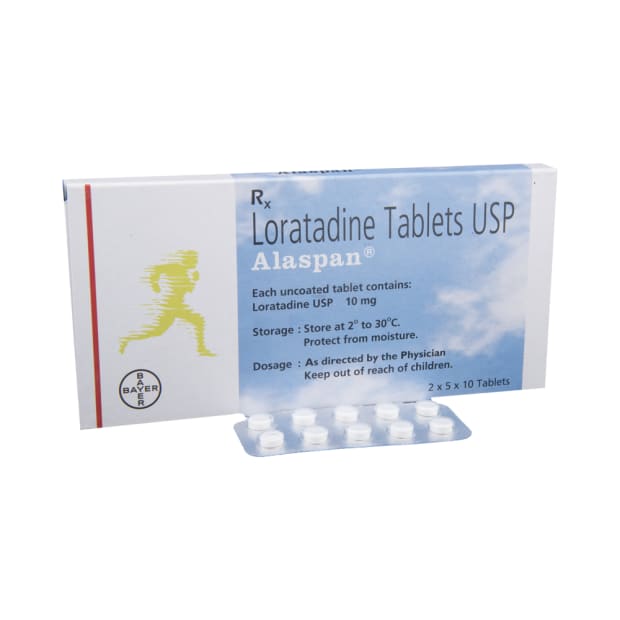 Alaspan
Rx
Loratadine Tablets USP
Alaspan®
Each uncoated tablet contains:
Loratadine USP 10 mg
Storage : Store at 2° to 30°C.
Protect from moisture.
Dosage : As directed by the Physician
Keep out of reach of children.
2 x 5 x 10 Tablets
BAYER
BAYER